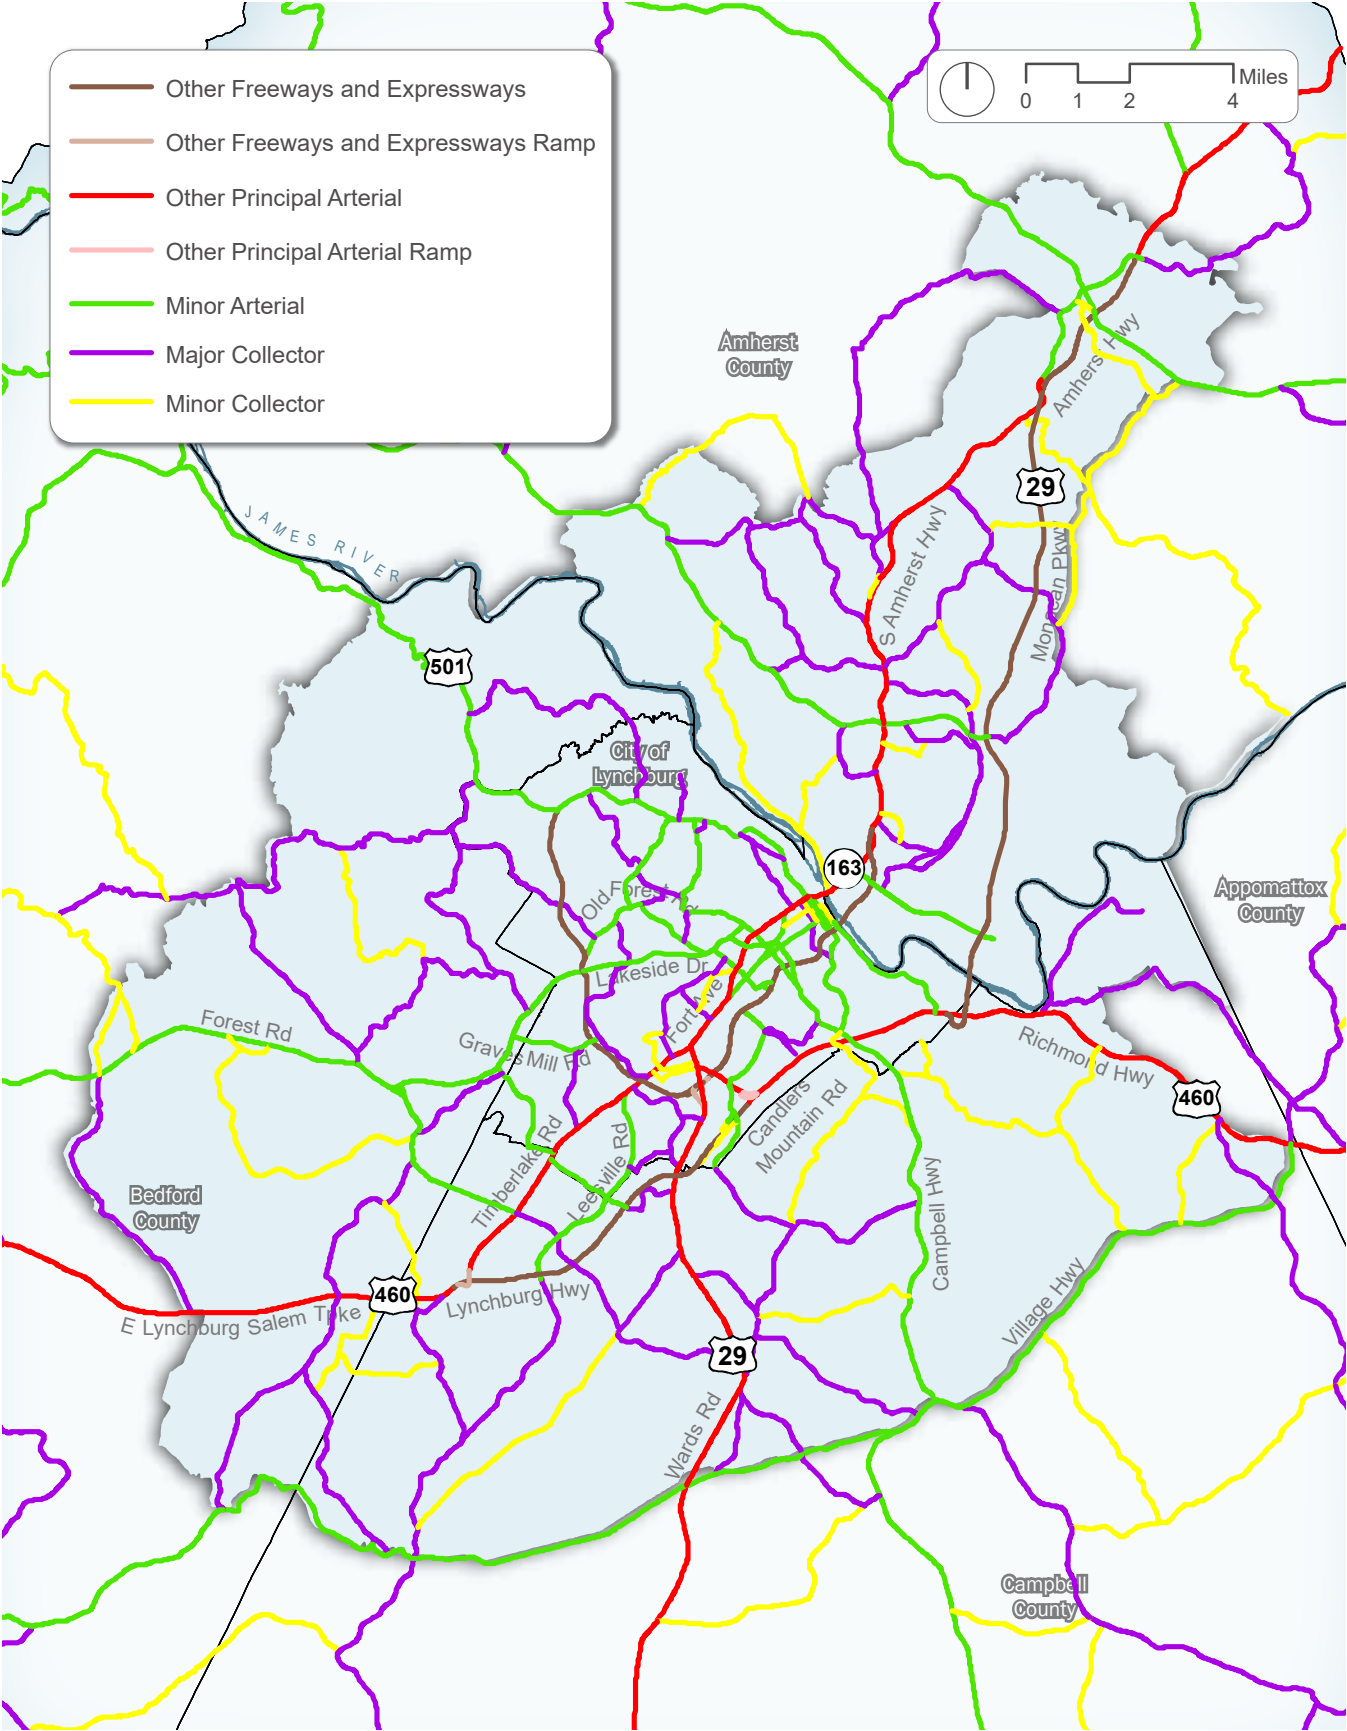 Other Freeways and Expressways
Other Freeways and Expressways Ramp
Other Principal Arterial
Other Principal Arterial Ramp
Minor Arterial
Major Collector
Minor Collector
Miles
0 1 2 4
Amherst
County
Amherst Hwy
29
JAMES RIVER
S Amherst Hwy
Monacan Pkwy
501
City of
Lynchburg
163
Old Forest Rd
Appomattox
County
Lakeside Dr
Fort Ave
Forest Rd
Graves Mill Rd
Richmond Hwy
460
Candlers
Mountain Rd
Timberlake Rd
Leesville Rd
Campbell Hwy
Bedford
County
460
Lynchburg Hwy
E Lynchburg Salem Tpke
Village Hwy
29
Wards Rd
Campbell
County